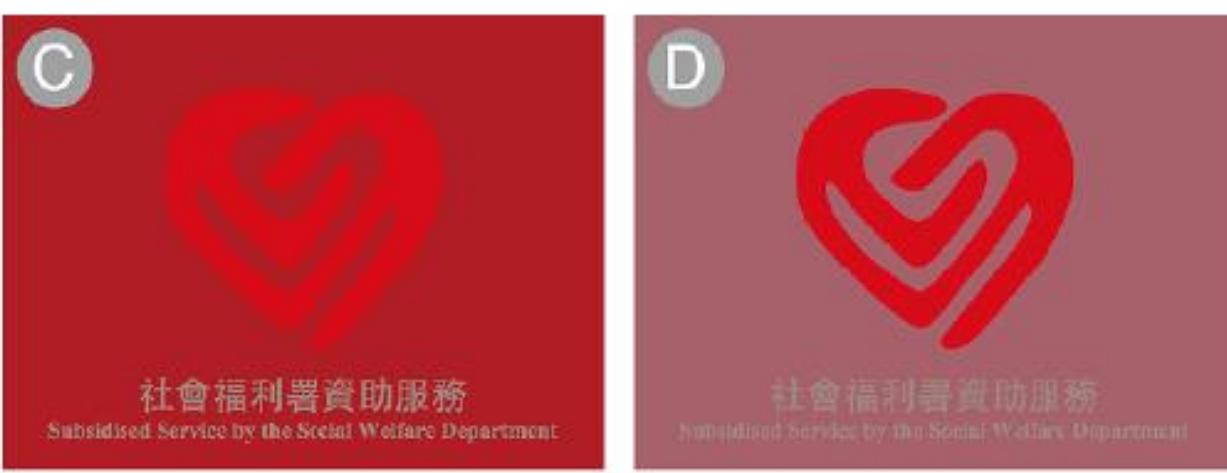 C
社會福利署資助服務
Subsidised Service by the Social Welfare Department
D
社會福利署資助服務
Subsidised Service by the Social Welfare Department